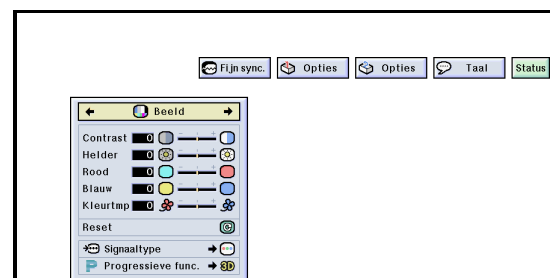 Fijn sync. Opties Opties Taal Status
Beeld
Contrast 0
Helder 0
Rood 0
Blauw 0
Kleurtmp 0
Reset
Signaaltype
Progressieve func. 3D